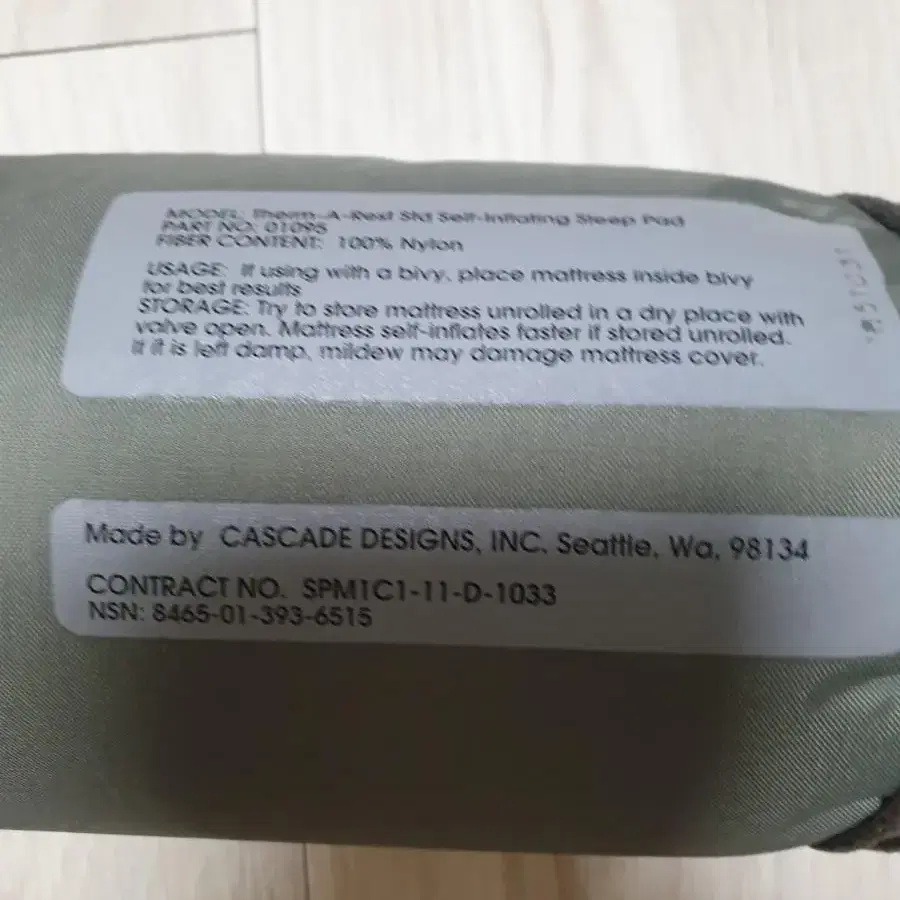 MODEL: Therm-A-Rest Std Self-Inflating Sleep Pad
PART NO: 01095
FIBER CONTENT: 100% Nylon
USAGE: If using with a bivy, place mattress inside bivy
for best results
STORAGE: Try to store mattress unrolled in a dry place with
valve open. Mattress self-inflates faster if stored unrolled.
If it is left damp, mildew may damage mattress cover.
Made by CASCADE DESIGNS, INC. Seattle, Wa, 98134
CONTRACT NO. SPM1C1-11-D-1033
NSN: 8465-01-393-6515